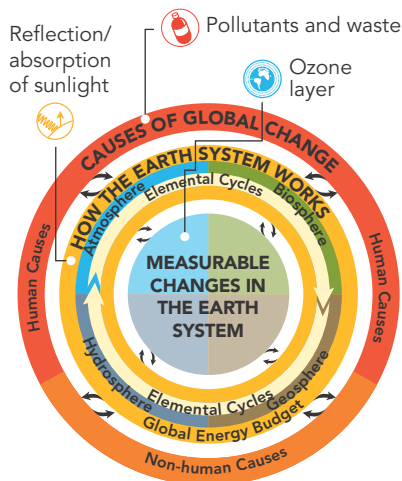 Reflection/
absorption
of sunlight
Pollutants and waste
Ozone
layer
CAUSES OF GLOBAL CHANGE
HOW THE EARTH SYSTEM WORKS
Elemental Cycles
Atmosphere
Biosphere
Human Causes
Human Causes
MEASURABLE
CHANGES IN
THE EARTH
SYSTEM
Hydrosphere
Geosphere
Elemental Cycles
Global Energy Budget
Non-human Causes